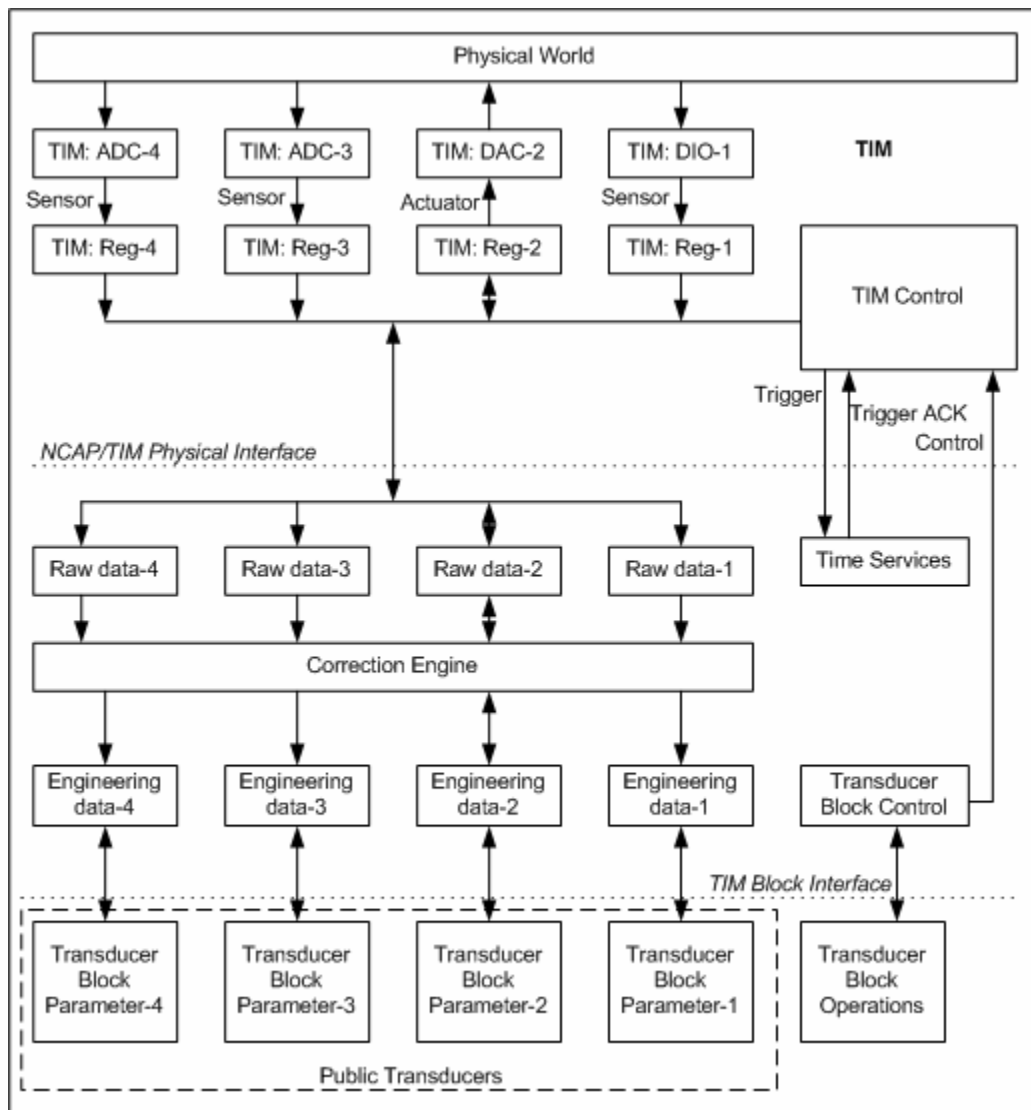 Physical World
TIM: ADC-4
TIM: ADC-3
TIM: DAC-2
TIM: DIO-1
TIM
Sensor
Sensor
Actuator
Sensor
TIM: Reg-4
TIM: Reg-3
TIM: Reg-2
TIM: Reg-1
TIM Control
Trigger
Trigger ACK
Control
NCAP/TIM Physical Interface
Raw data-4
Raw data-3
Raw data-2
Raw data-1
Time Services
Correction Engine
Engineering
data-4
Engineering
data-3
Engineering
data-2
Engineering
data-1
Transducer
Block Control
TIM Block Interface
Transducer
Block
Parameter-4
Transducer
Block
Parameter-3
Transducer
Block
Parameter-2
Transducer
Block
Parameter-1
Transducer
Block
Operations
Public Transducers